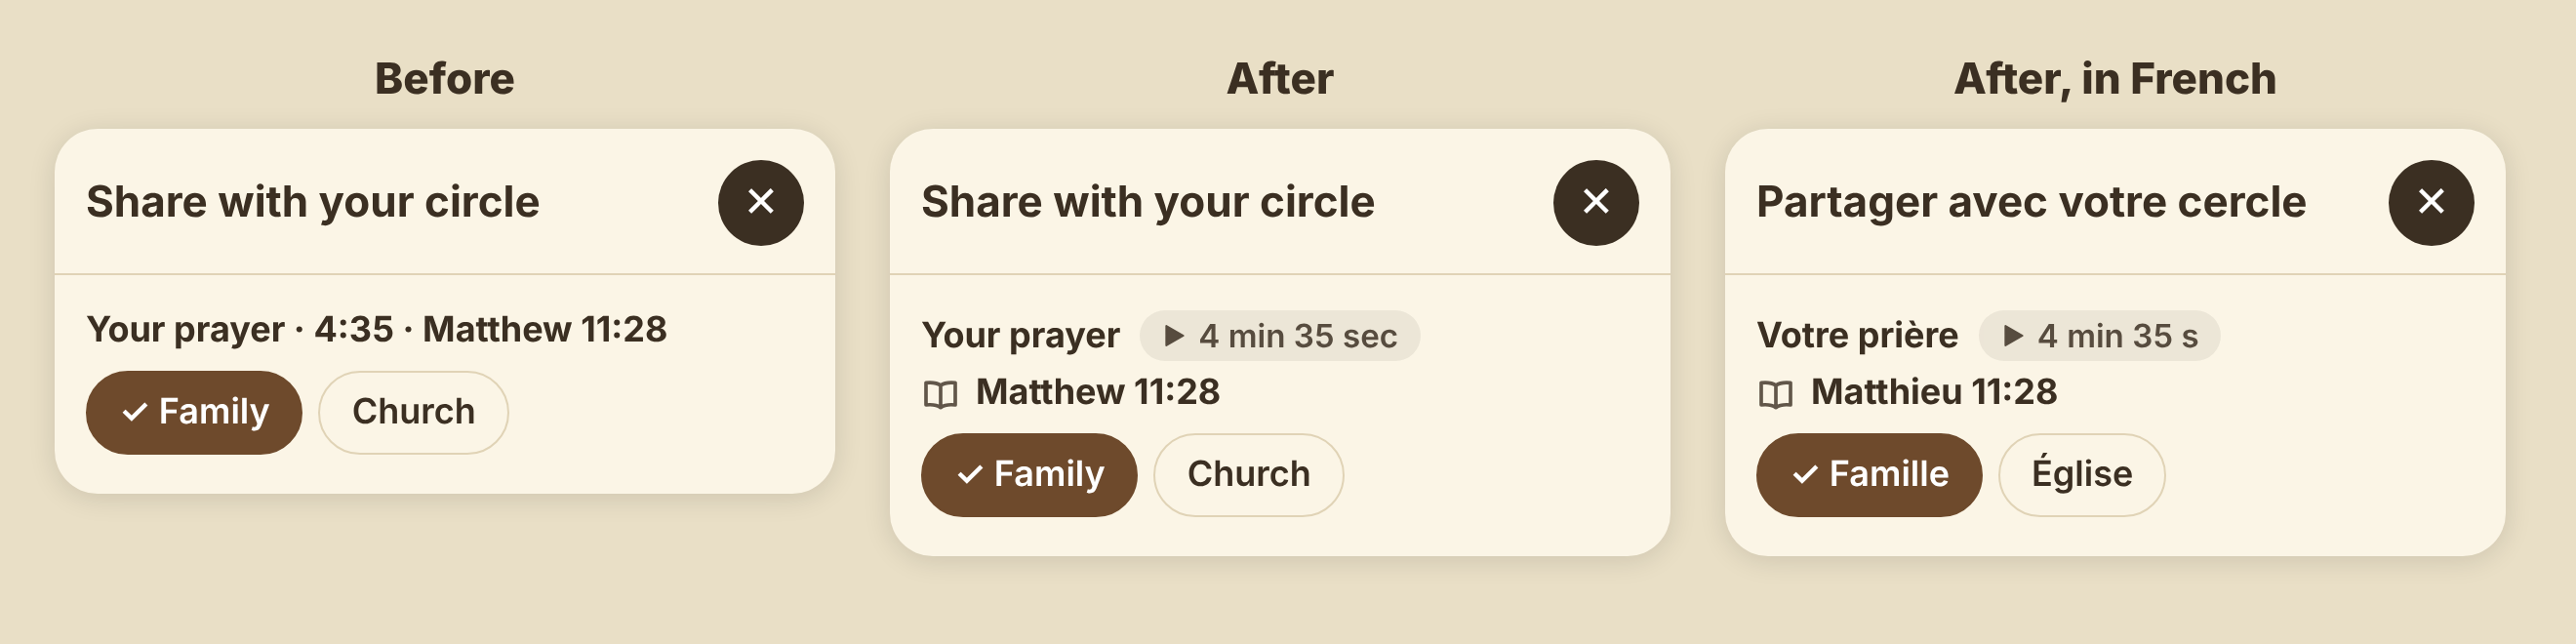 Before
Share with your circle
Your prayer · 4:35 · Matthew 11:28
Family
Church
After
Share with your circle
Your prayer
4 min 35 sec
Matthew 11:28
Family
Church
After, in French
Partager avec votre cercle
Votre prière
4 min 35 s
Matthieu 11:28
Famille
Église